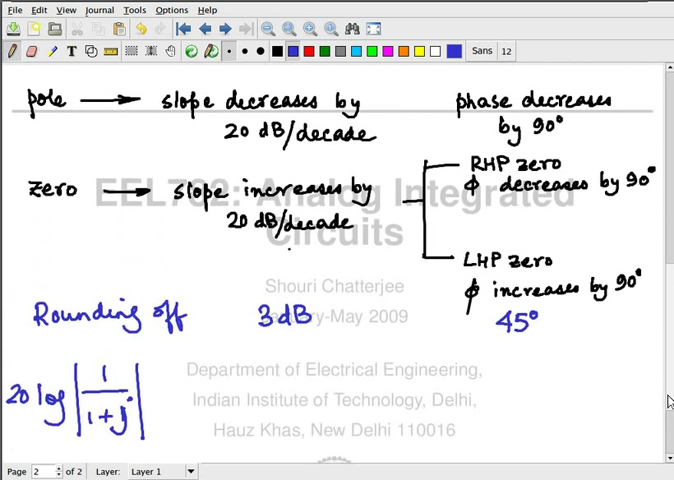 File Edit View Journal Tools Options Help
Sans 12
pole → slope decreases by phase decreases
20 dB/decade by 90°
RHP zero
zero → slope increases by ϕ decreases by 90°
20 dB/decade
EEL702: Analog Integrated
Circuits
LHP zero
Shouri Chatterjee ϕ increases by 90°
Rounding off 3 dB 45°
January-May 2009
20 log | 1 / 1+j |
Department of Electrical Engineering,
Indian Institute of Technology, Delhi,
Hauz Khas, New Delhi 110016
Page 2 of 2 Layer: Layer 1